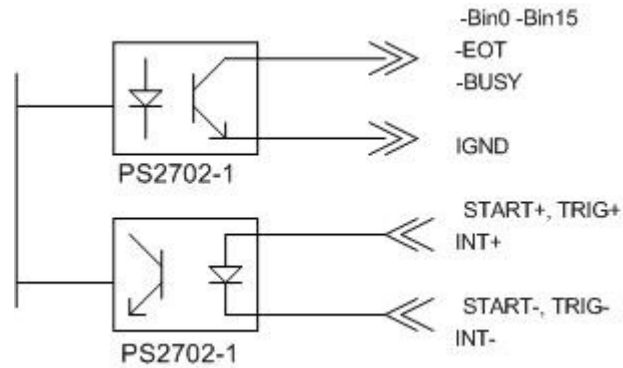 -Bin0 -Bin15
-EOT
-BUSY
IGND
PS2702-1
START+, TRIG+
INT+
START-, TRIG-
INT-
PS2702-1